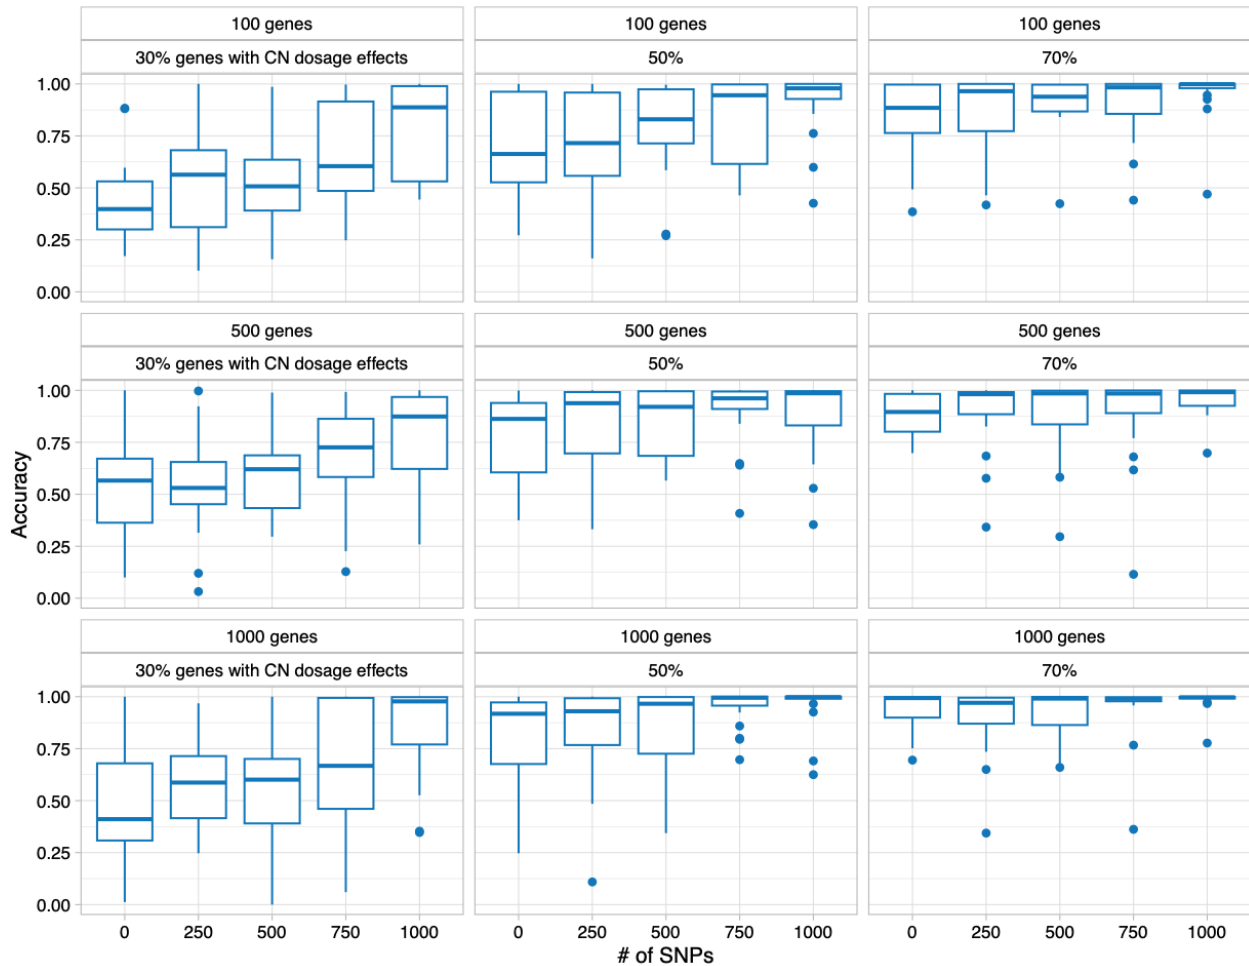 100 genes 100 genes 100 genes
30% genes with CN dosage effects 50% 70%
1.00
0.75
0.50
0.25
0.00
500 genes 500 genes 500 genes
30% genes with CN dosage effects 50% 70%
1.00
0.75
0.50
0.25
0.00
Accuracy
1000 genes 1000 genes 1000 genes
30% genes with CN dosage effects 50% 70%
1.00
0.75
0.50
0.25
0.00
0 250 500 750 1000 0 250 500 750 1000 0 250 500 750 1000
# of SNPs